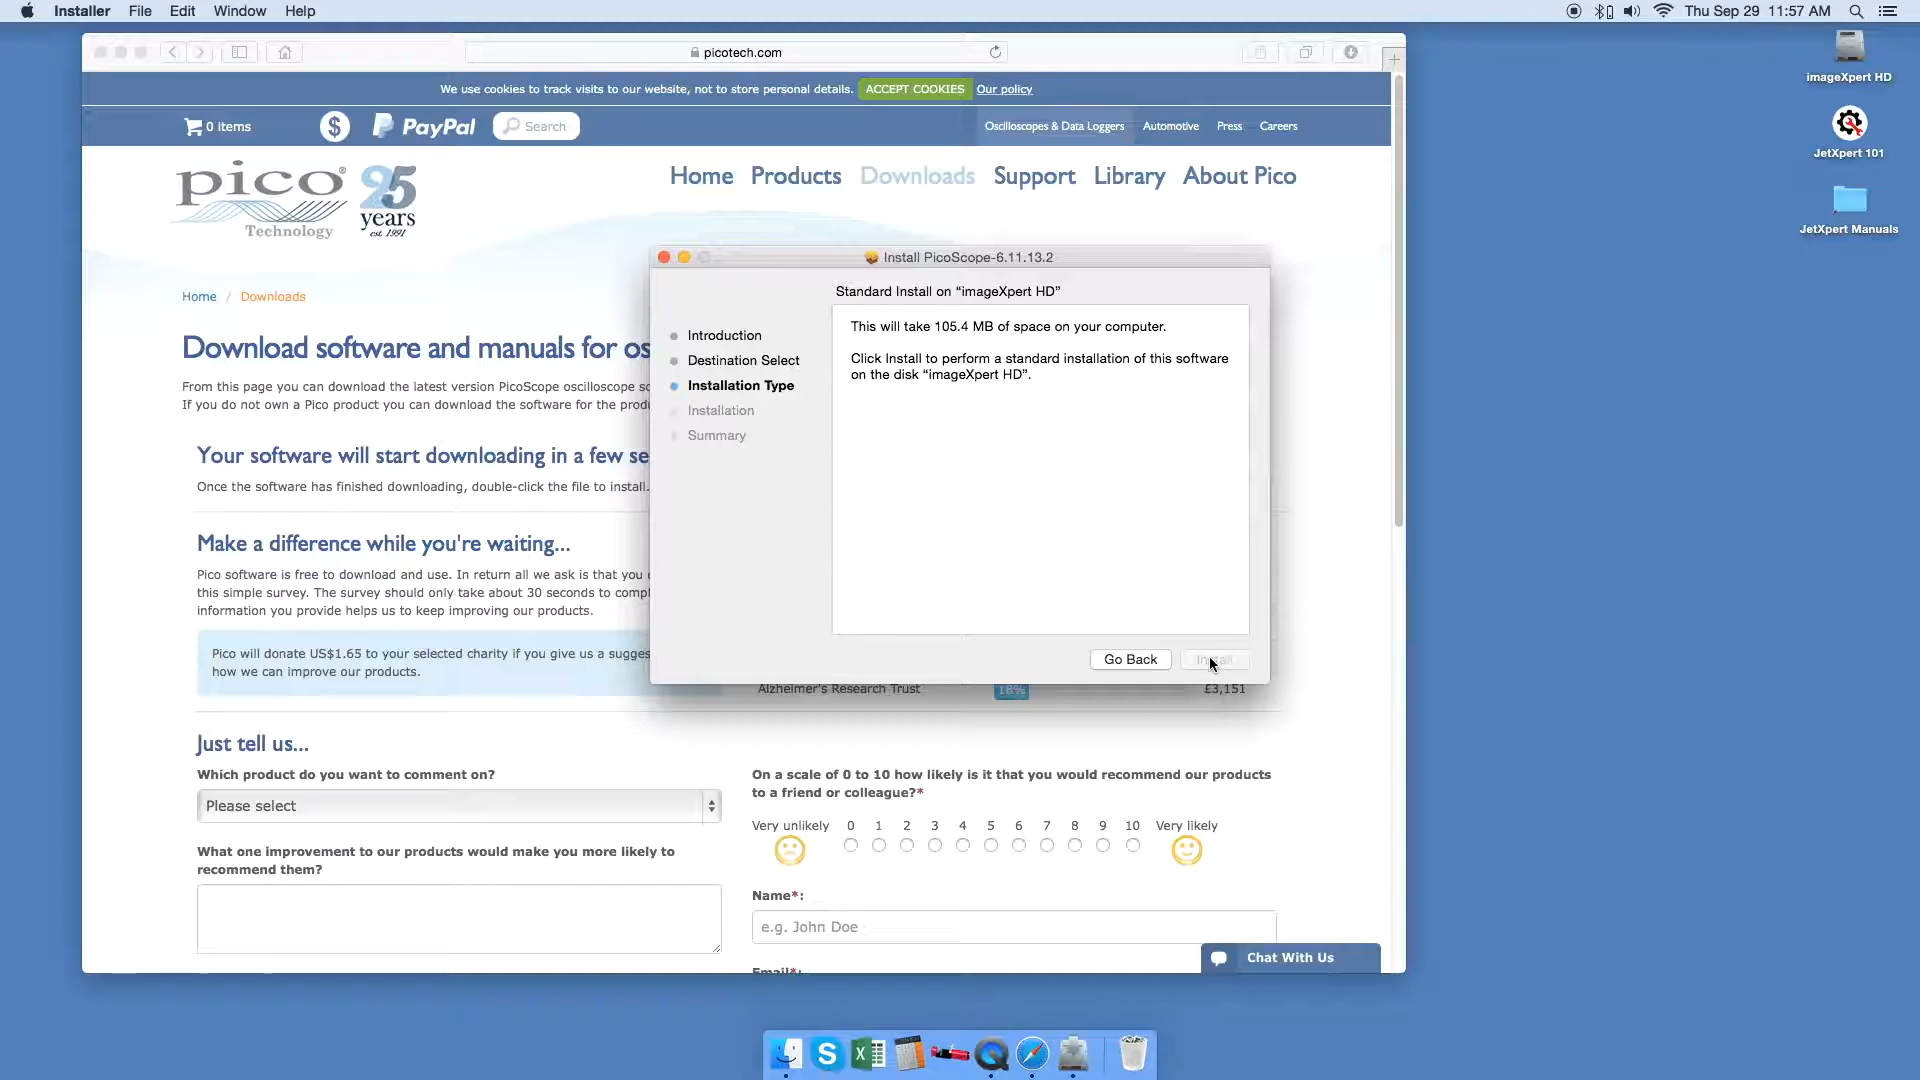 Installer File Edit Window Help
Thu Sep 29 11:57 AM
picotech.com
We use cookies to track visits to our website, not to store personal details. ACCEPT COOKIES Our policy
0 items
$ PayPal
Search
Oscilloscopes & Data Loggers Automotive Press Careers
pico®
Technology
25
years
est. 1991
Home Products Downloads Support Library About Pico
imageXpert HD
JetXpert 101
JetXpert Manuals
Home / Downloads
Download software and manuals for os
From this page you can download the latest version PicoScope oscilloscope so
If you do not own a Pico product you can download the software for the produ
Your software will start downloading in a few se
Once the software has finished downloading, double-click the file to install.
Make a difference while you're waiting...
Pico software is free to download and use. In return all we ask is that you
this simple survey. The survey should only take about 30 seconds to compl
information you provide helps us to keep improving our products.
Pico will donate US$1.65 to your selected charity if you give us a sugges
how we can improve our products.
Install PicoScope-6.11.13.2
Standard Install on “imageXpert HD”
Introduction
Destination Select
Installation Type
Installation
Summary
This will take 105.4 MB of space on your computer.
Click Install to perform a standard installation of this software
on the disk “imageXpert HD”.
Go Back
Install
Alzheimer's Research Trust 18% £3,151
Just tell us...
Which product do you want to comment on?
Please select
What one improvement to our products would make you more likely to
recommend them?
On a scale of 0 to 10 how likely is it that you would recommend our products
to a friend or colleague?*
Very unlikely 0 1 2 3 4 5 6 7 8 9 10 Very likely
Name*:
e.g. John Doe
Email*:
Chat With Us